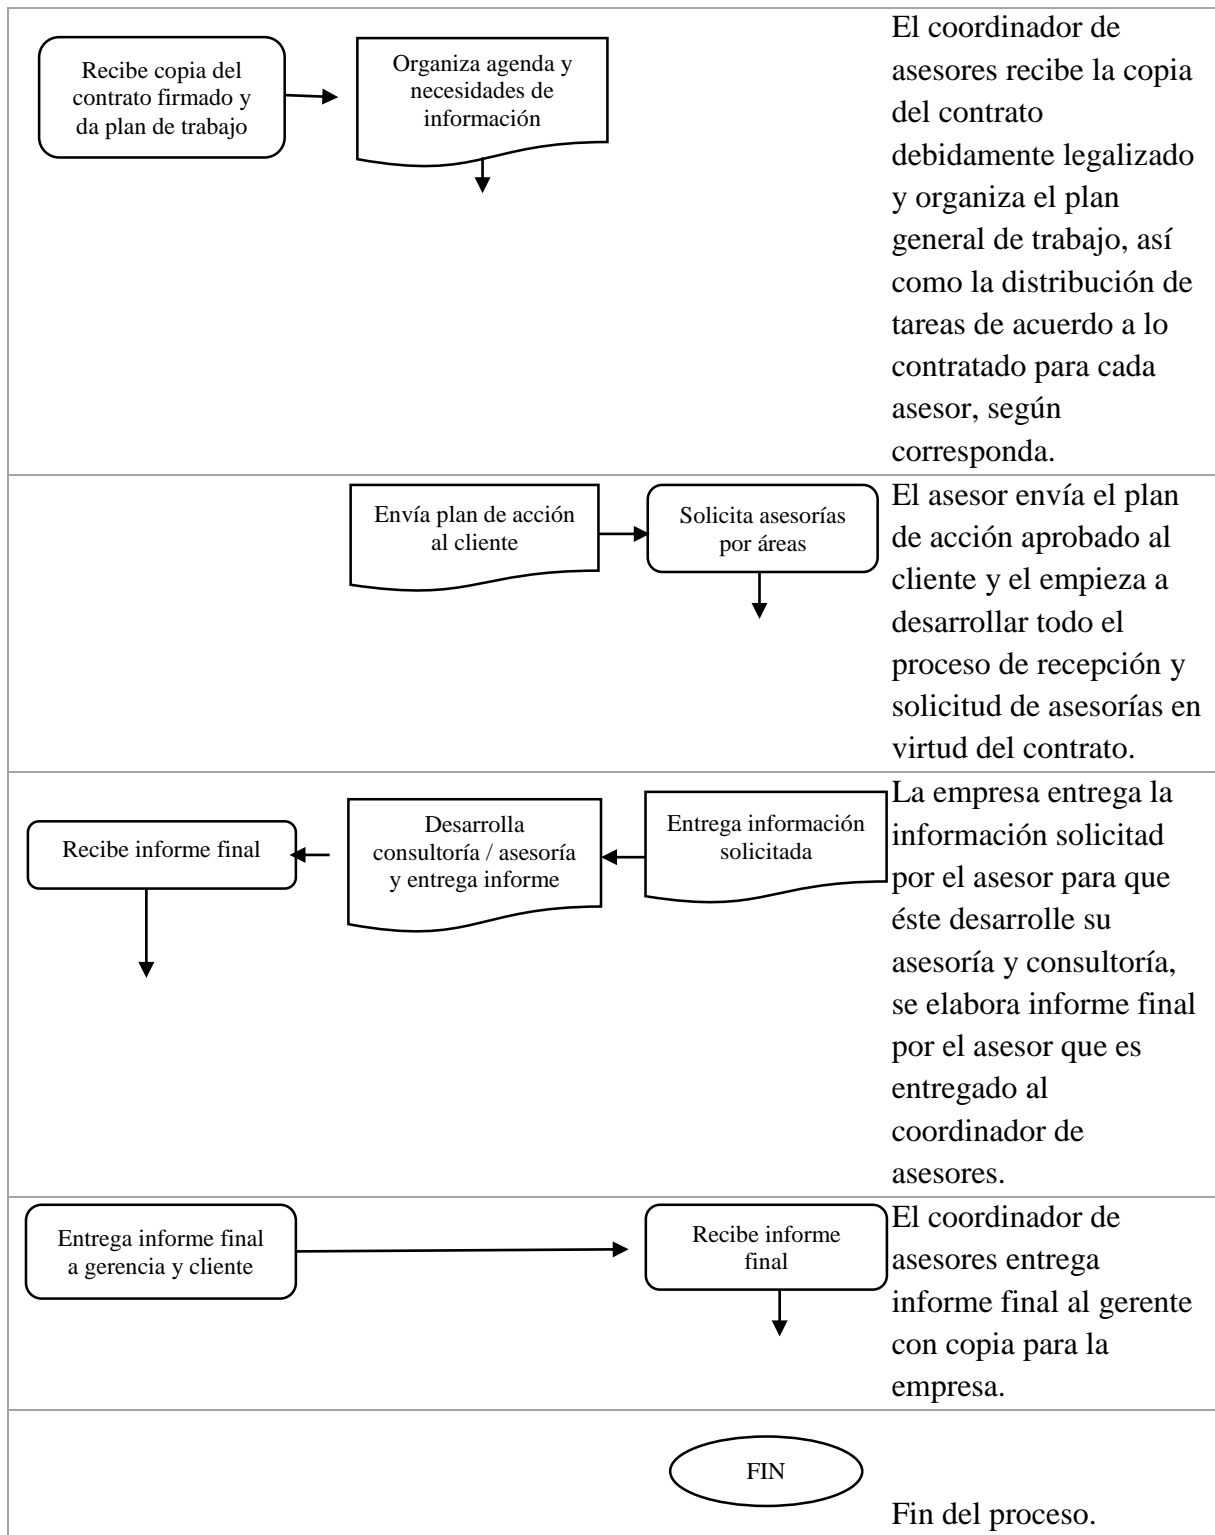 Recibe copia del
contrato firmado y
da plan de trabajo
Organiza agenda y
necesidades de
información
El coordinador de
asesores recibe la copia
del contrato
debidamente legalizado
y organiza el plan
general de trabajo, así
como la distribución de
tareas de acuerdo a lo
contratado para cada
asesor, según
corresponda.
Envía plan de acción
al cliente
Solicita asesorías
por áreas
El asesor envía el plan
de acción aprobado al
cliente y el empieza a
desarrollar todo el
proceso de recepción y
solicitud de asesorías en
virtud del contrato.
Recibe informe final
Desarrolla
consultoría / asesoría
y entrega informe
Entrega información
solicitada
La empresa entrega la
información solicitad
por el asesor para que
éste desarrolle su
asesoría y consultoría,
se elabora informe final
por el asesor que es
entregado al
coordinador de
asesores.
Entrega informe final
a gerencia y cliente
Recibe informe
final
El coordinador de
asesores entrega
informe final al gerente
con copia para la
empresa.
FIN
Fin del proceso.